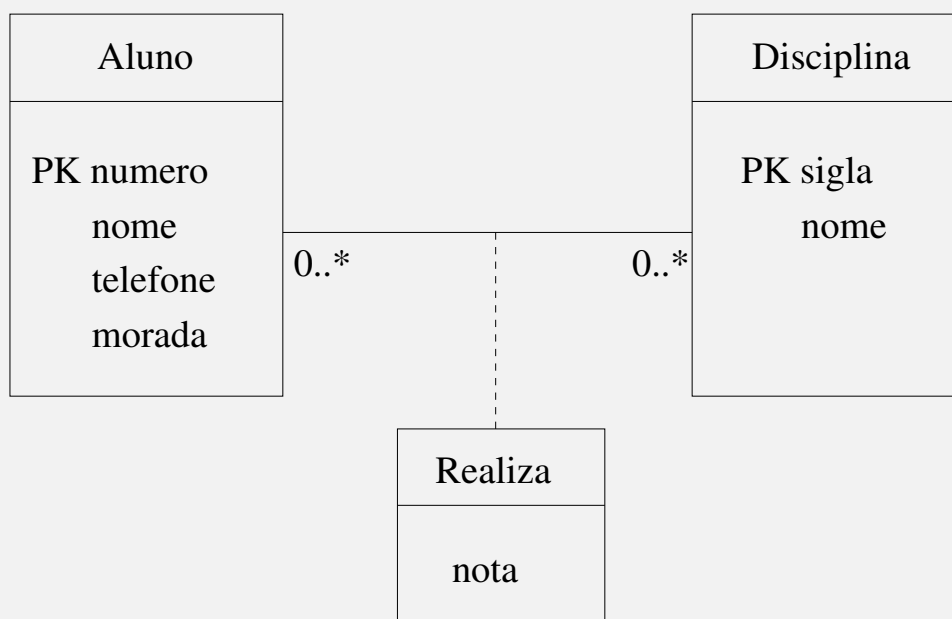 Aluno
PK numero
nome
telefone
morada
0..*
0..*
Disciplina
PK sigla
nome
Realiza
nota